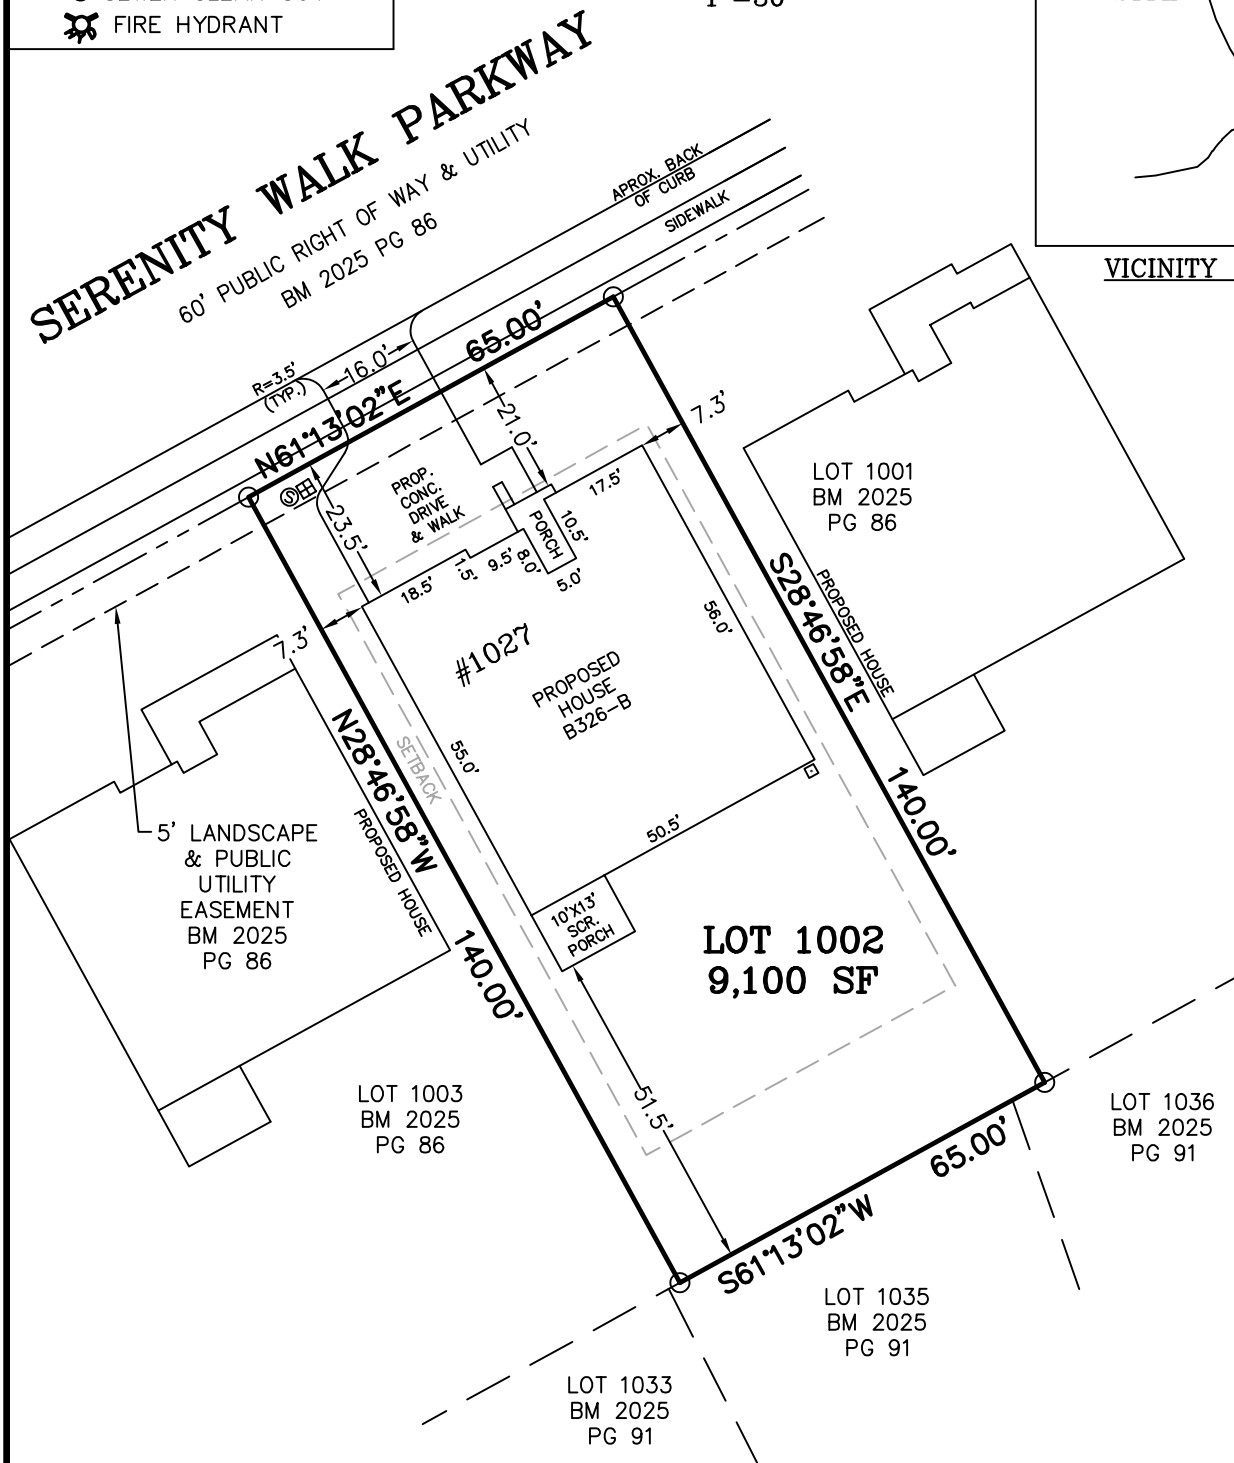 FIRE HYDRANT
SERENITY WALK PARKWAY
60' PUBLIC RIGHT OF WAY & UTILITY
BM 2025 PG 86
APROX. BACK
OF CURB
SIDEWALK
VICINITY
R=3.5'
(TYP.)
16.0'
65.00'
N61°13'02"E
21.0'
7.3'
23.5'
PROP.
CONC.
DRIVE
& WALK
17.5'
PORCH
10.5'
18.5'
1.5'
9.5'
8.0'
5.0'
LOT 1001
BM 2025
PG 86
PROPOSED HOUSE
S28°46'58"E
140.00'
56.0'
7.3'
#1027
PROPOSED
HOUSE
B326-B
55.0'
SETBACK
N28°46'58"W
140.00'
PROPOSED HOUSE
5' LANDSCAPE
& PUBLIC
UTILITY
EASEMENT
BM 2025
PG 86
50.5'
10'X13'
SCR.
PORCH
LOT 1002
9,100 SF
51.5'
LOT 1003
BM 2025
PG 86
LOT 1036
BM 2025
PG 91
65.00'
S61°13'02"W
LOT 1035
BM 2025
PG 91
LOT 1033
BM 2025
PG 91